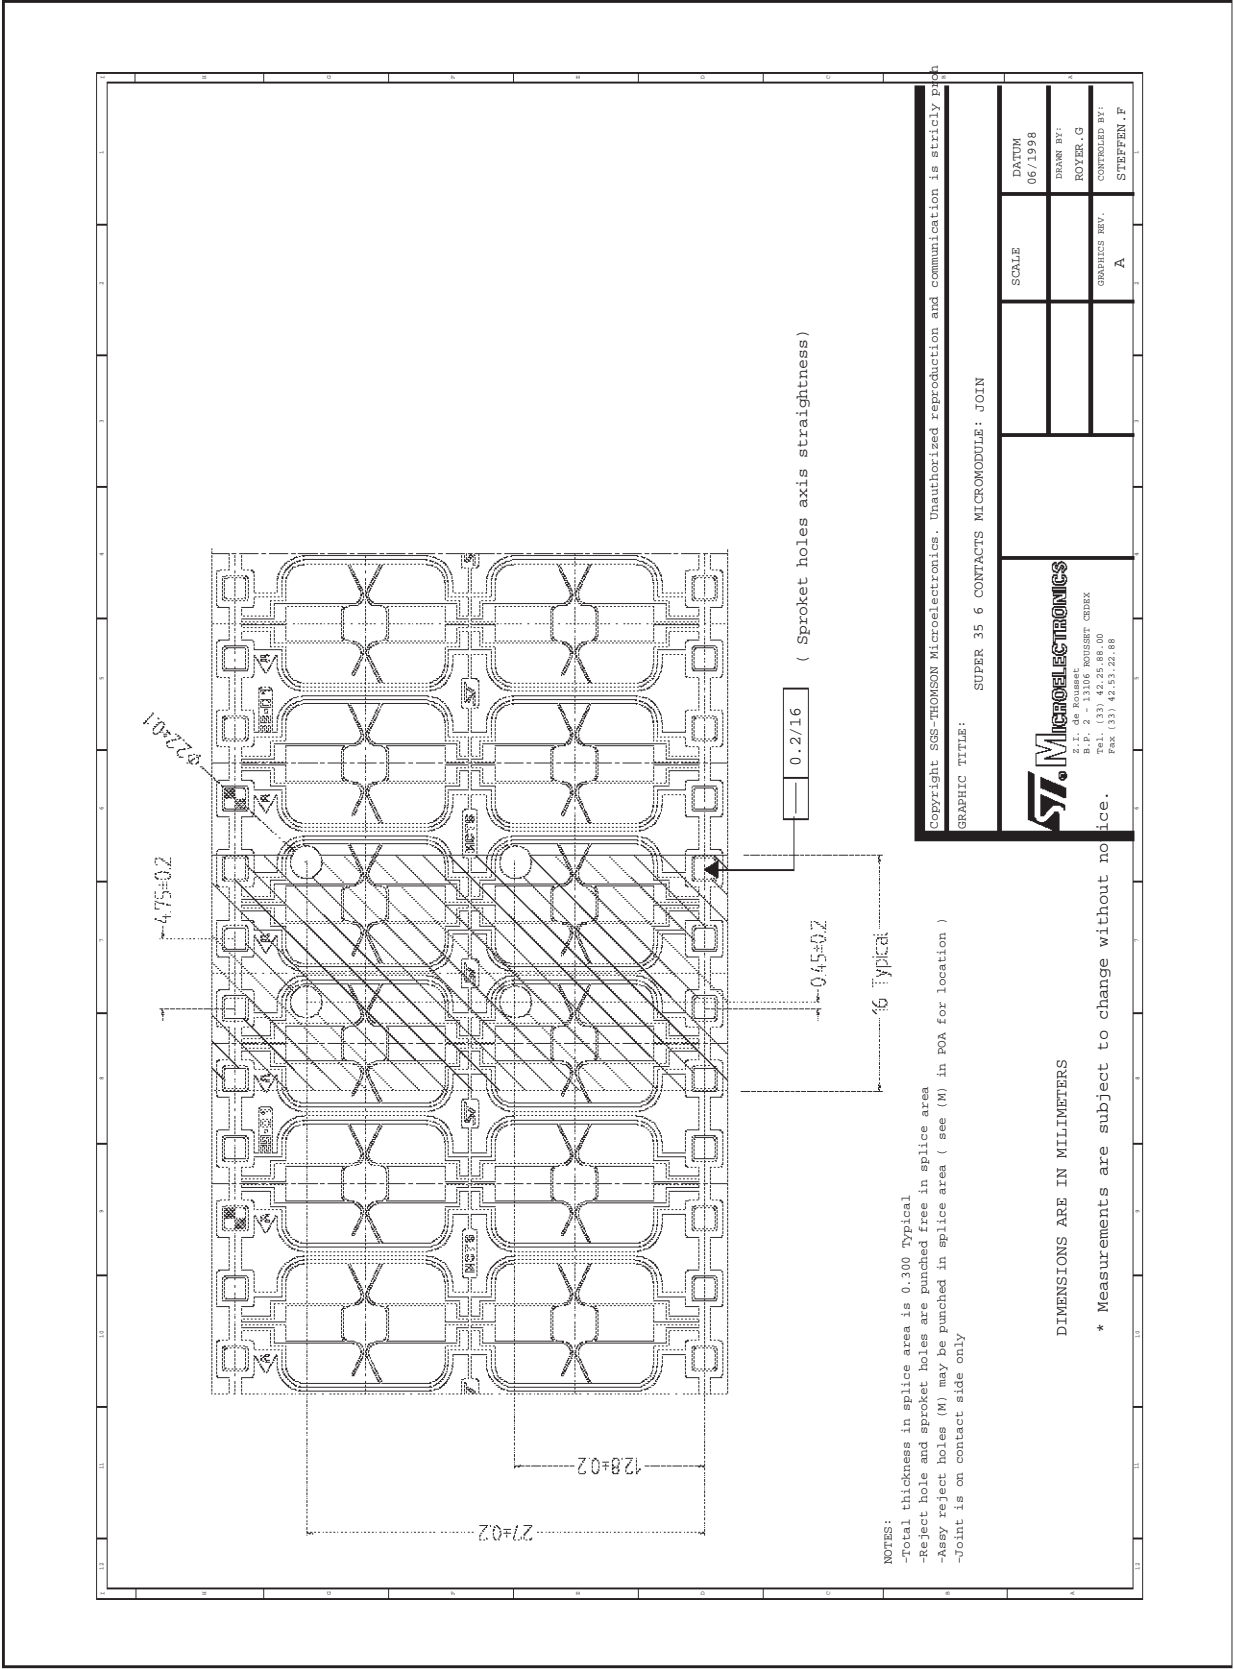 Φ2.2±0.1
4.75±0.2
( Sproket holes axis straightness)
0.2/16
0.45±0.2
16 Typical
12.8±0.2
27±0.2
NOTES:
-Total thickness in splice area is 0.300 Typical
-Reject hole and sproket holes are punched free in splice area
-Assy reject holes (M) may be punched in splice area ( see (M) in POA for location )
-Joint is on contact side only
DIMENSIONS ARE IN MILIMETERS
* Measurements are subject to change without notice.
Copyright SGS-THOMSON Microelectronics. Unauthorized reproduction and communication is stricly proh
GRAPHIC TITLE:
SUPER 35 6 CONTACTS MICROMODULE: JOIN
ST® MICROELECTRONICS
Z.I. de Rousset
B.P. 2 - 13106 ROUSSET CEDEX
Tel. (33) 42.25.88.00
Fax (33) 42.53.22.88
SCALE
DATUM
06/1998
DRAWN BY:
ROYER.G
GRAPHICS REV.
A
CONTROLED BY:
STEFFEN.F